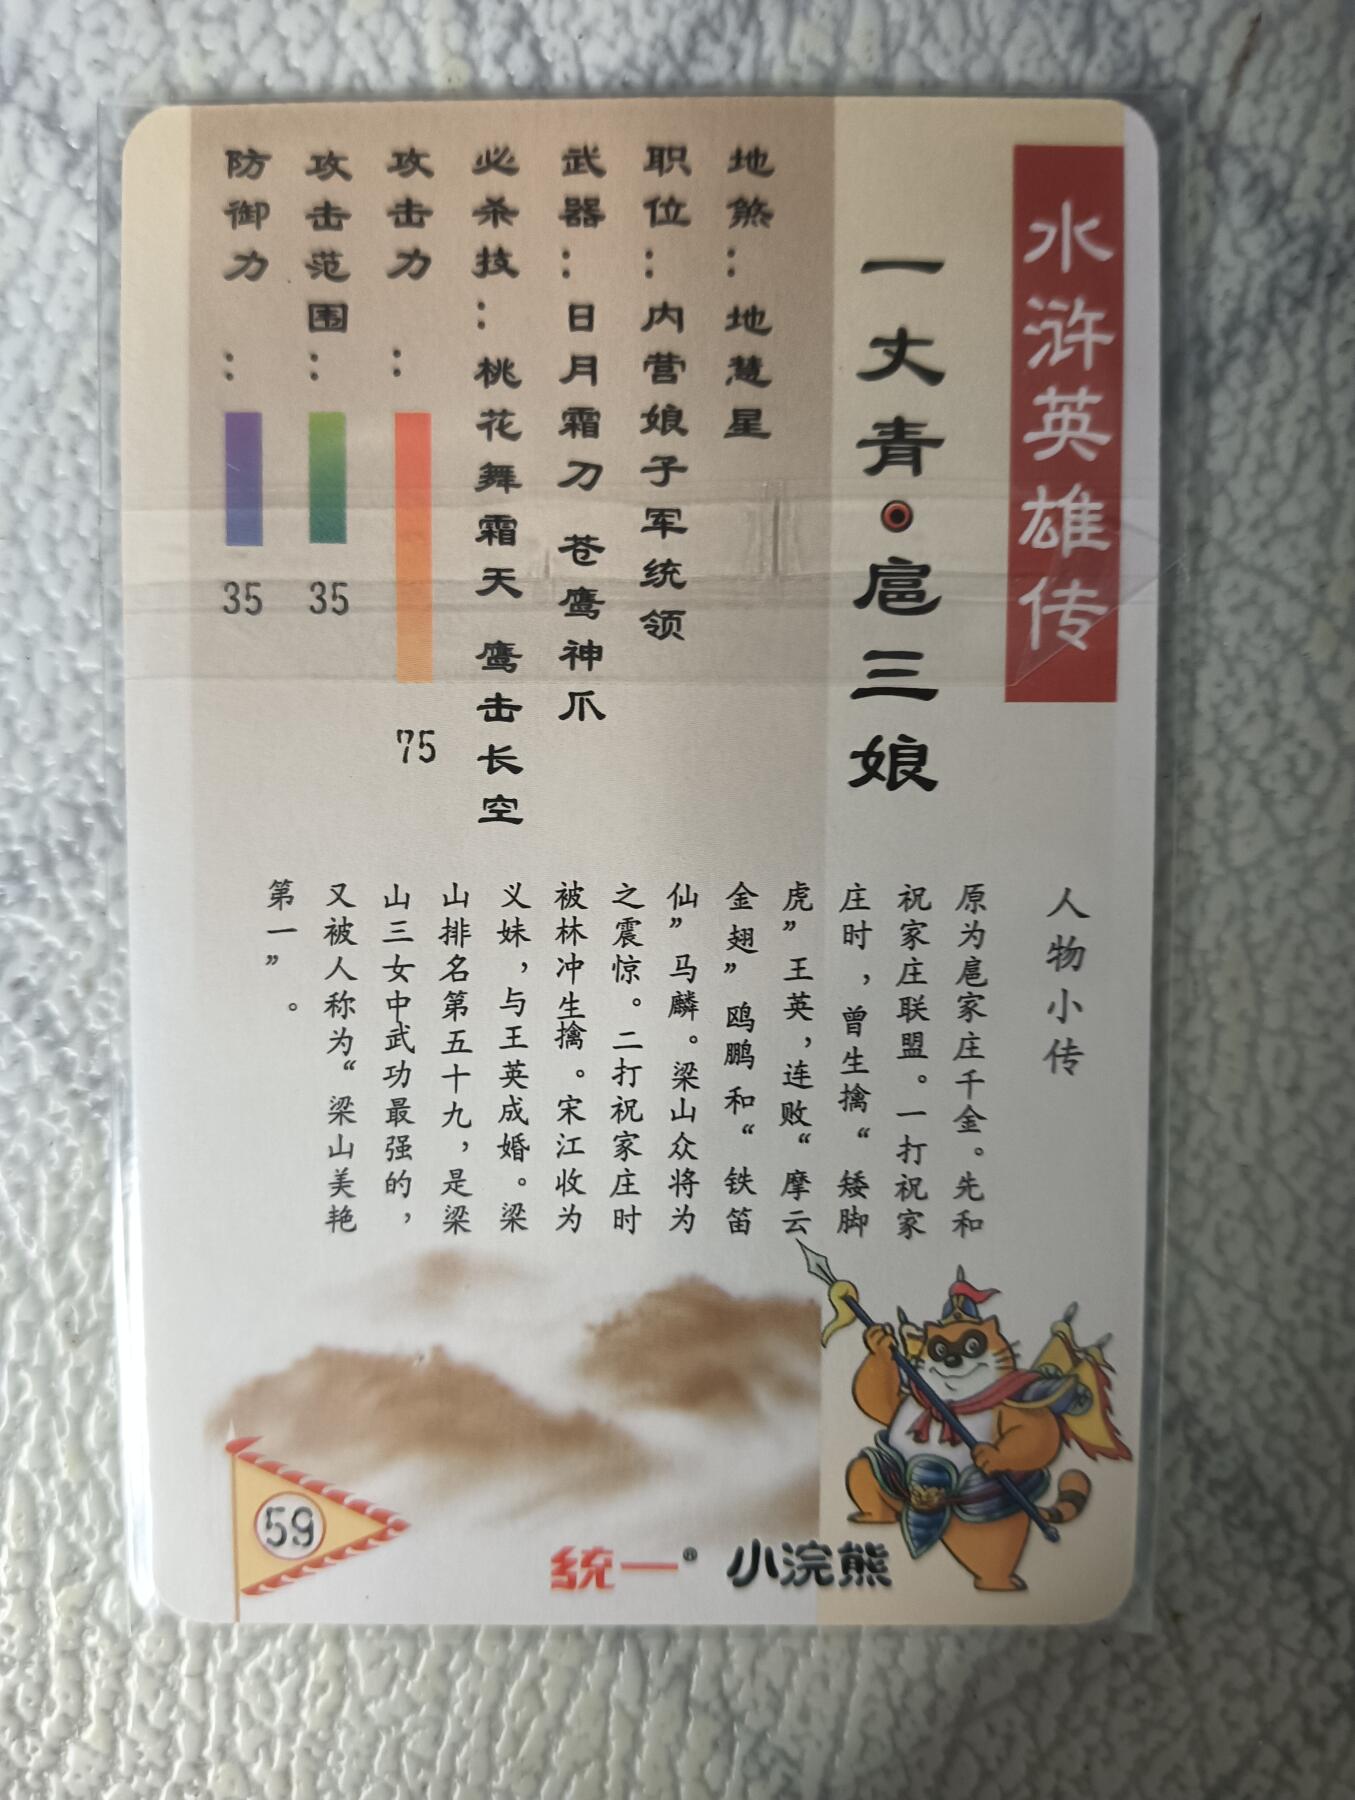 水浒英雄传
一丈青·扈三娘
地煞：地慧星
职位：内营娘子军统领
武器：日月霜刀 苍鹰神爪
必杀技：桃花舞霜天 鹰击长空
攻击力：75
攻击范围：35
防御力：35
人物小传
原为扈家庄千金。先和
祝家庄联盟。一打祝家
庄时，曾生擒“矮脚
虎”王英，连败“摩云
金翅”鸥鹏和“铁笛
仙”马麟。梁山众将为
之震惊。二打祝家庄时
被林冲生擒。宋江收为
义妹，与王英成婚。梁
山排名第五十九，是梁
山三女中武功最强的，
又被人称为“梁山美艳
第一”。
59
统一® 小浣熊